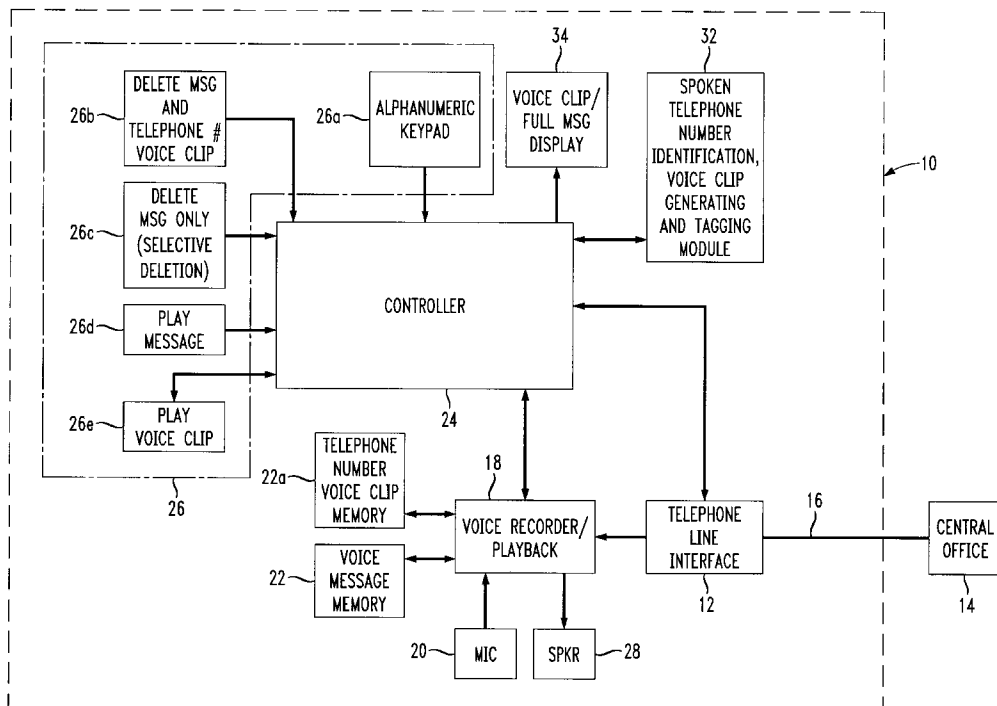 34
32
26b
DELETE MSG
AND
TELEPHONE #
VOICE CLIP
26a
ALPHANUMERIC
KEYPAD
VOICE CLIP/
FULL MSG
DISPLAY
SPOKEN
TELEPHONE
NUMBER
IDENTIFICATION,
VOICE CLIP
GENERATING
AND TAGGING
MODULE
10
26c
DELETE
MSG ONLY
(SELECTIVE
DELETION)
CONTROLLER
26d
PLAY
MESSAGE
26e
PLAY
VOICE CLIP
24
26
22a
TELEPHONE
NUMBER
VOICE CLIP
MEMORY
18
VOICE RECORDER/
PLAYBACK
TELEPHONE
LINE
INTERFACE
16
CENTRAL
OFFICE
22
VOICE
MESSAGE
MEMORY
12
14
20
MIC
SPKR
28